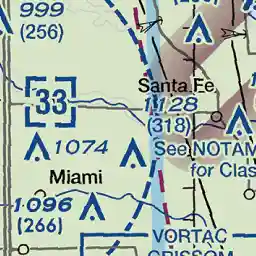 999
(256)
Santa Fe
33
1128
(318)
1074
See NOTAM
for Clas
Miami
1096
(266)
VORTAC
GRISSOM